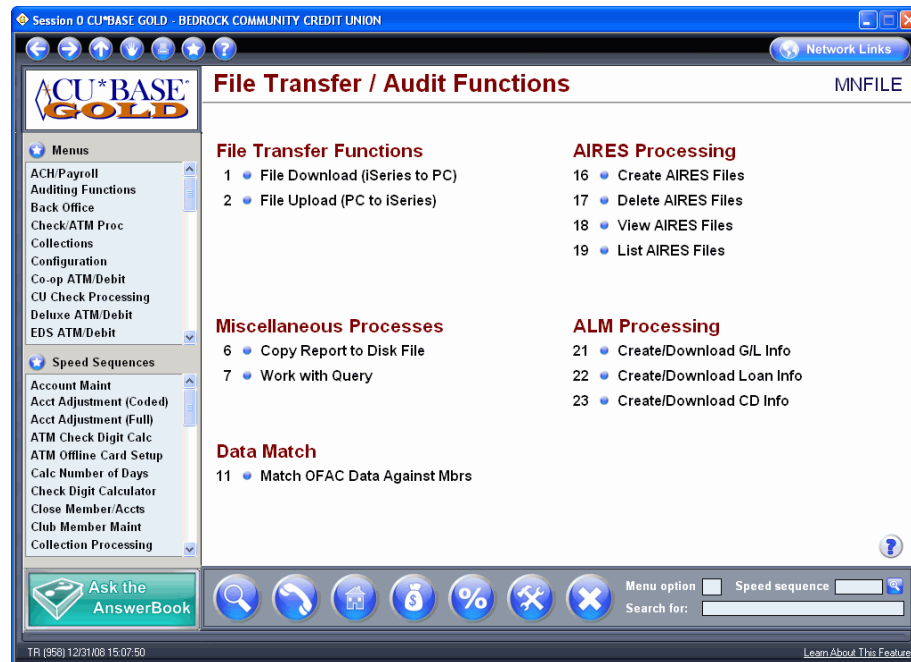 Session 0 CU*BASE GOLD - BEDROCK COMMUNITY CREDIT UNION
Network Links
CU*BASE
GOLD
File Transfer / Audit Functions
MNFILE
Menus
ACH/Payroll
Auditing Functions
Back Office
Check/ATM Proc
Collections
Configuration
Co-op ATM/Debit
CU Check Processing
Deluxe ATM/Debit
EDS ATM/Debit
Speed Sequences
Account Maint
Acct Adjustment (Coded)
Acct Adjustment (Full)
ATM Check Digit Calc
ATM Offline Card Setup
Calc Number of Days
Check Digit Calculator
Close Member/Accts
Club Member Maint
Collection Processing
File Transfer Functions
1 File Download (iSeries to PC)
2 File Upload (PC to iSeries)
AIRES Processing
16 Create AIRES Files
17 Delete AIRES Files
18 View AIRES Files
19 List AIRES Files
Miscellaneous Processes
6 Copy Report to Disk File
7 Work with Query
ALM Processing
21 Create/Download G/L Info
22 Create/Download Loan Info
23 Create/Download CD Info
Data Match
11 Match OFAC Data Against Mbrs
Ask the
AnswerBook
Menu option
Speed sequence
Search for:
TR (958) 12/31/08 15:07:50
Learn About This Feature